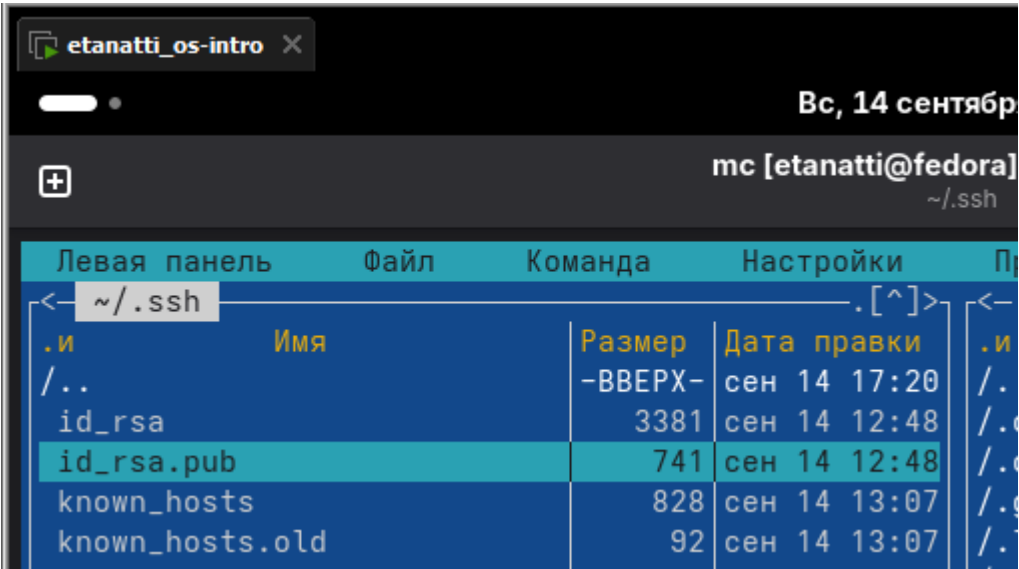 etanatti_os-intro
Вс, 14 сентябр
mc [etanatti@fedora]
~/.ssh
Левая панель Файл Команда Настройки
<─ ~/.ssh .[^]> <─
.и Имя Размер Дата правки .и
/.. -ВВЕРХ- сен 14 17:20 /.
id_rsa 3381 сен 14 12:48 /.
id_rsa.pub 741 сен 14 12:48 /.
known_hosts 828 сен 14 13:07 /.
known_hosts.old 92 сен 14 13:07 /.